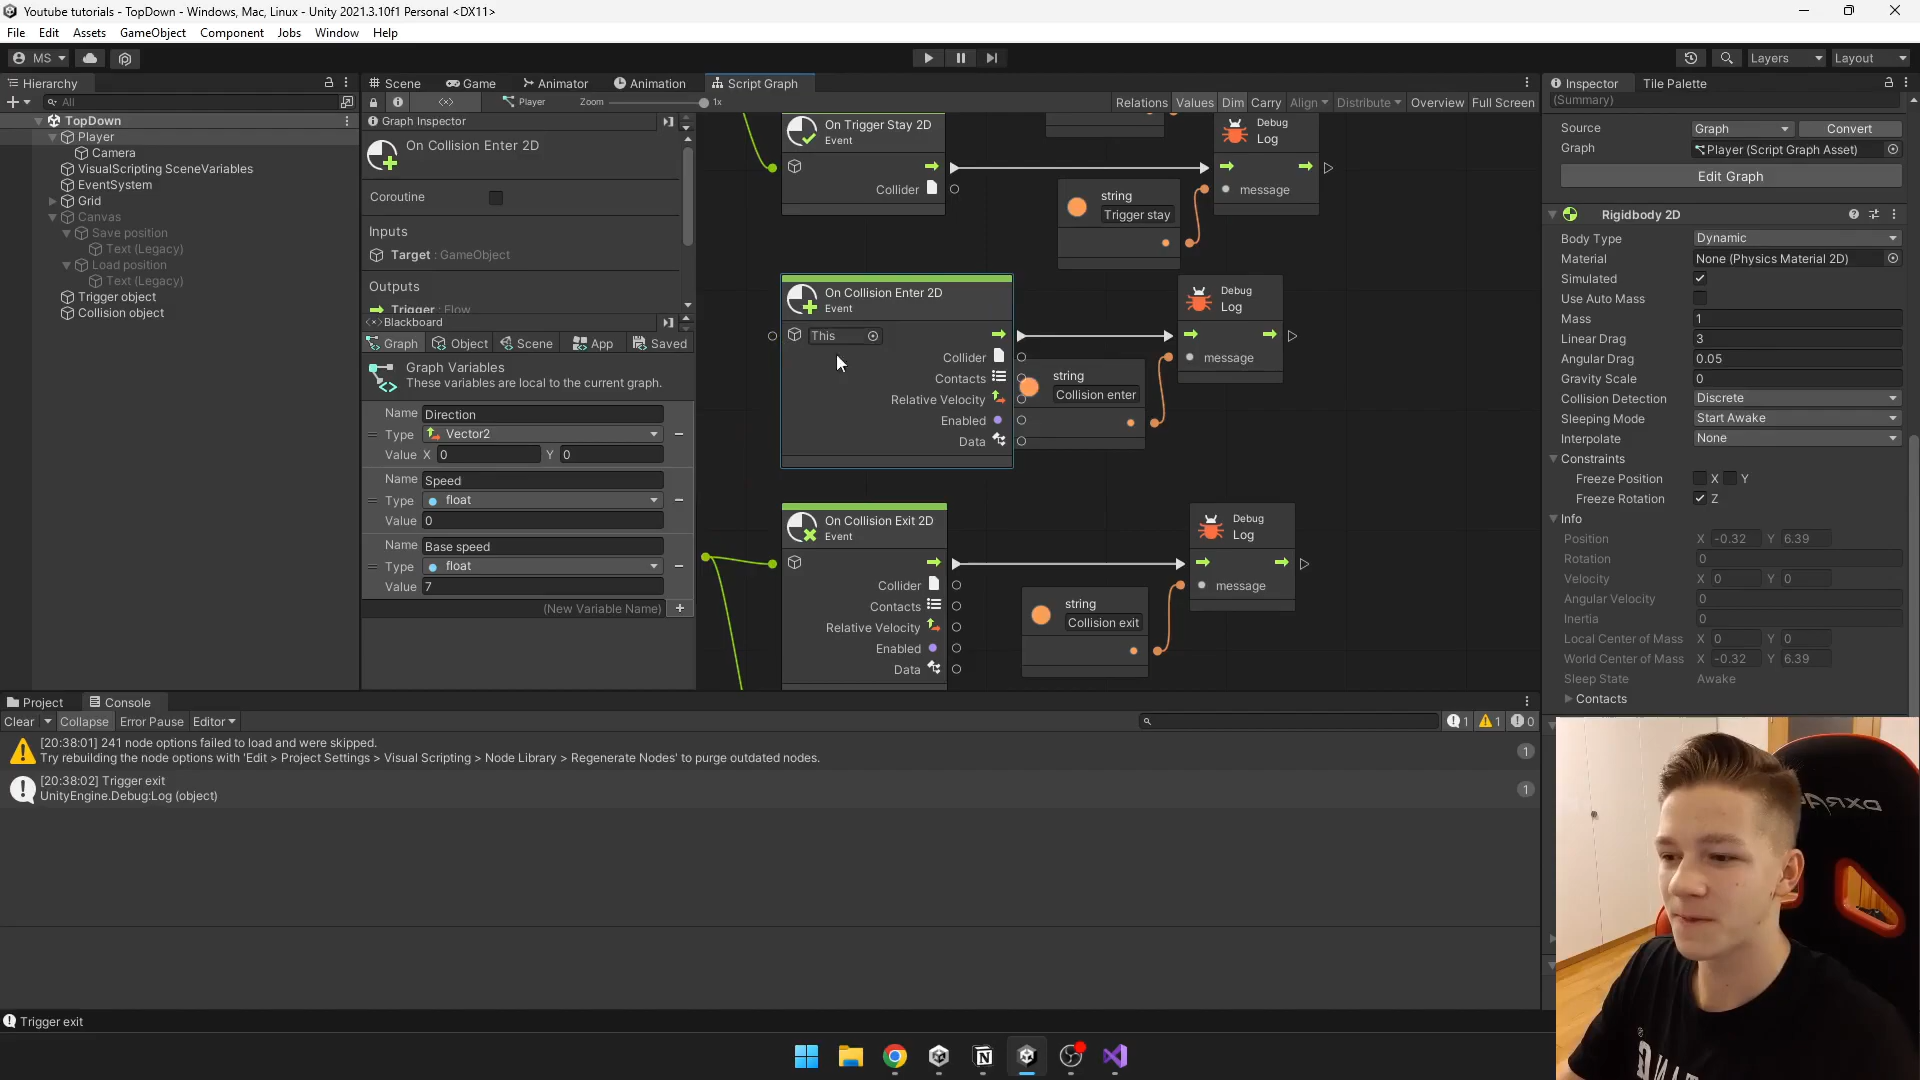 Youtube tutorials - TopDown - Windows, Mac, Linux - Unity 2021.3.10f1 Personal <DX11>
File Edit Assets GameObject Component Jobs Window Help
MS Layers Layout
Hierarchy
All
TopDown
Player
Camera
VisualScripting SceneVariables
EventSystem
Grid
Canvas
Save position
Text (Legacy)
Load position
Text (Legacy)
Trigger object
Collision object
Scene Game Animator Animation Script Graph
Player Zoom 1x Relations Values Dim Carry Align Distribute Overview Full Screen
Graph Inspector
On Collision Enter 2D
Coroutine
Inputs
Target : GameObject
Outputs
Trigger : Flow
Blackboard
Graph Object Scene App Saved
Graph Variables
These variables are local to the current graph.
Name Direction
Type Vector2
Value X 0 Y 0
Name Speed
Type float
Value 0
Name Base speed
Type float
Value 7
(New Variable Name)
On Trigger Stay 2D
Event
Collider
string
Trigger stay
Debug
Log
message
On Collision Enter 2D
Event
This
Collider
Contacts
Relative Velocity
Enabled
Data
string
Collision enter
Debug
Log
message
On Collision Exit 2D
Event
Collider
Contacts
Relative Velocity
Enabled
Data
string
Collision exit
Debug
Log
message
Inspector Tile Palette
(Summary)
Source Graph Convert
Graph Player (Script Graph Asset)
Edit Graph
Rigidbody 2D
Body Type Dynamic
Material None (Physics Material 2D)
Simulated
Use Auto Mass
Mass 1
Linear Drag 3
Angular Drag 0.05
Gravity Scale 0
Collision Detection Discrete
Sleeping Mode Start Awake
Interpolate None
Constraints
Freeze Position X Y
Freeze Rotation Z
Info
Position X -0.32 Y 6.39
Rotation 0
Velocity X 0 Y 0
Angular Velocity 0
Inertia 0
Local Center of Mass X 0 Y 0
World Center of Mass X -0.32 Y 6.39
Sleep State Awake
Contacts
Project Console
Clear Collapse Error Pause Editor 1 1 0
[20:38:01] 241 node options failed to load and were skipped.
Try rebuilding the node options with 'Edit > Project Settings > Visual Scripting > Node Library > Regenerate Nodes' to purge outdated nodes.
1
[20:38:02] Trigger exit
UnityEngine.Debug:Log (object)
1
Trigger exit